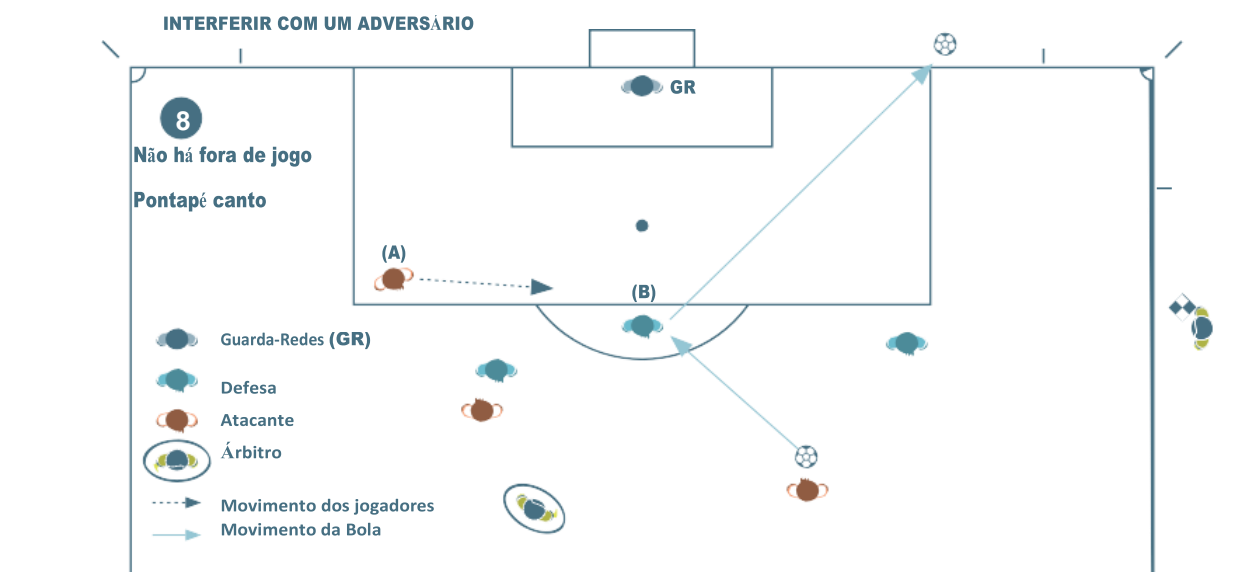 INTERFERIR COM UM ADVERSÁRIO
GR
8
Não há fora de jogo
Pontapé canto
(A)
(B)
Guarda-Redes (GR)
Defesa
Atacante
Árbitro
Movimento dos jogadores
Movimento da Bola